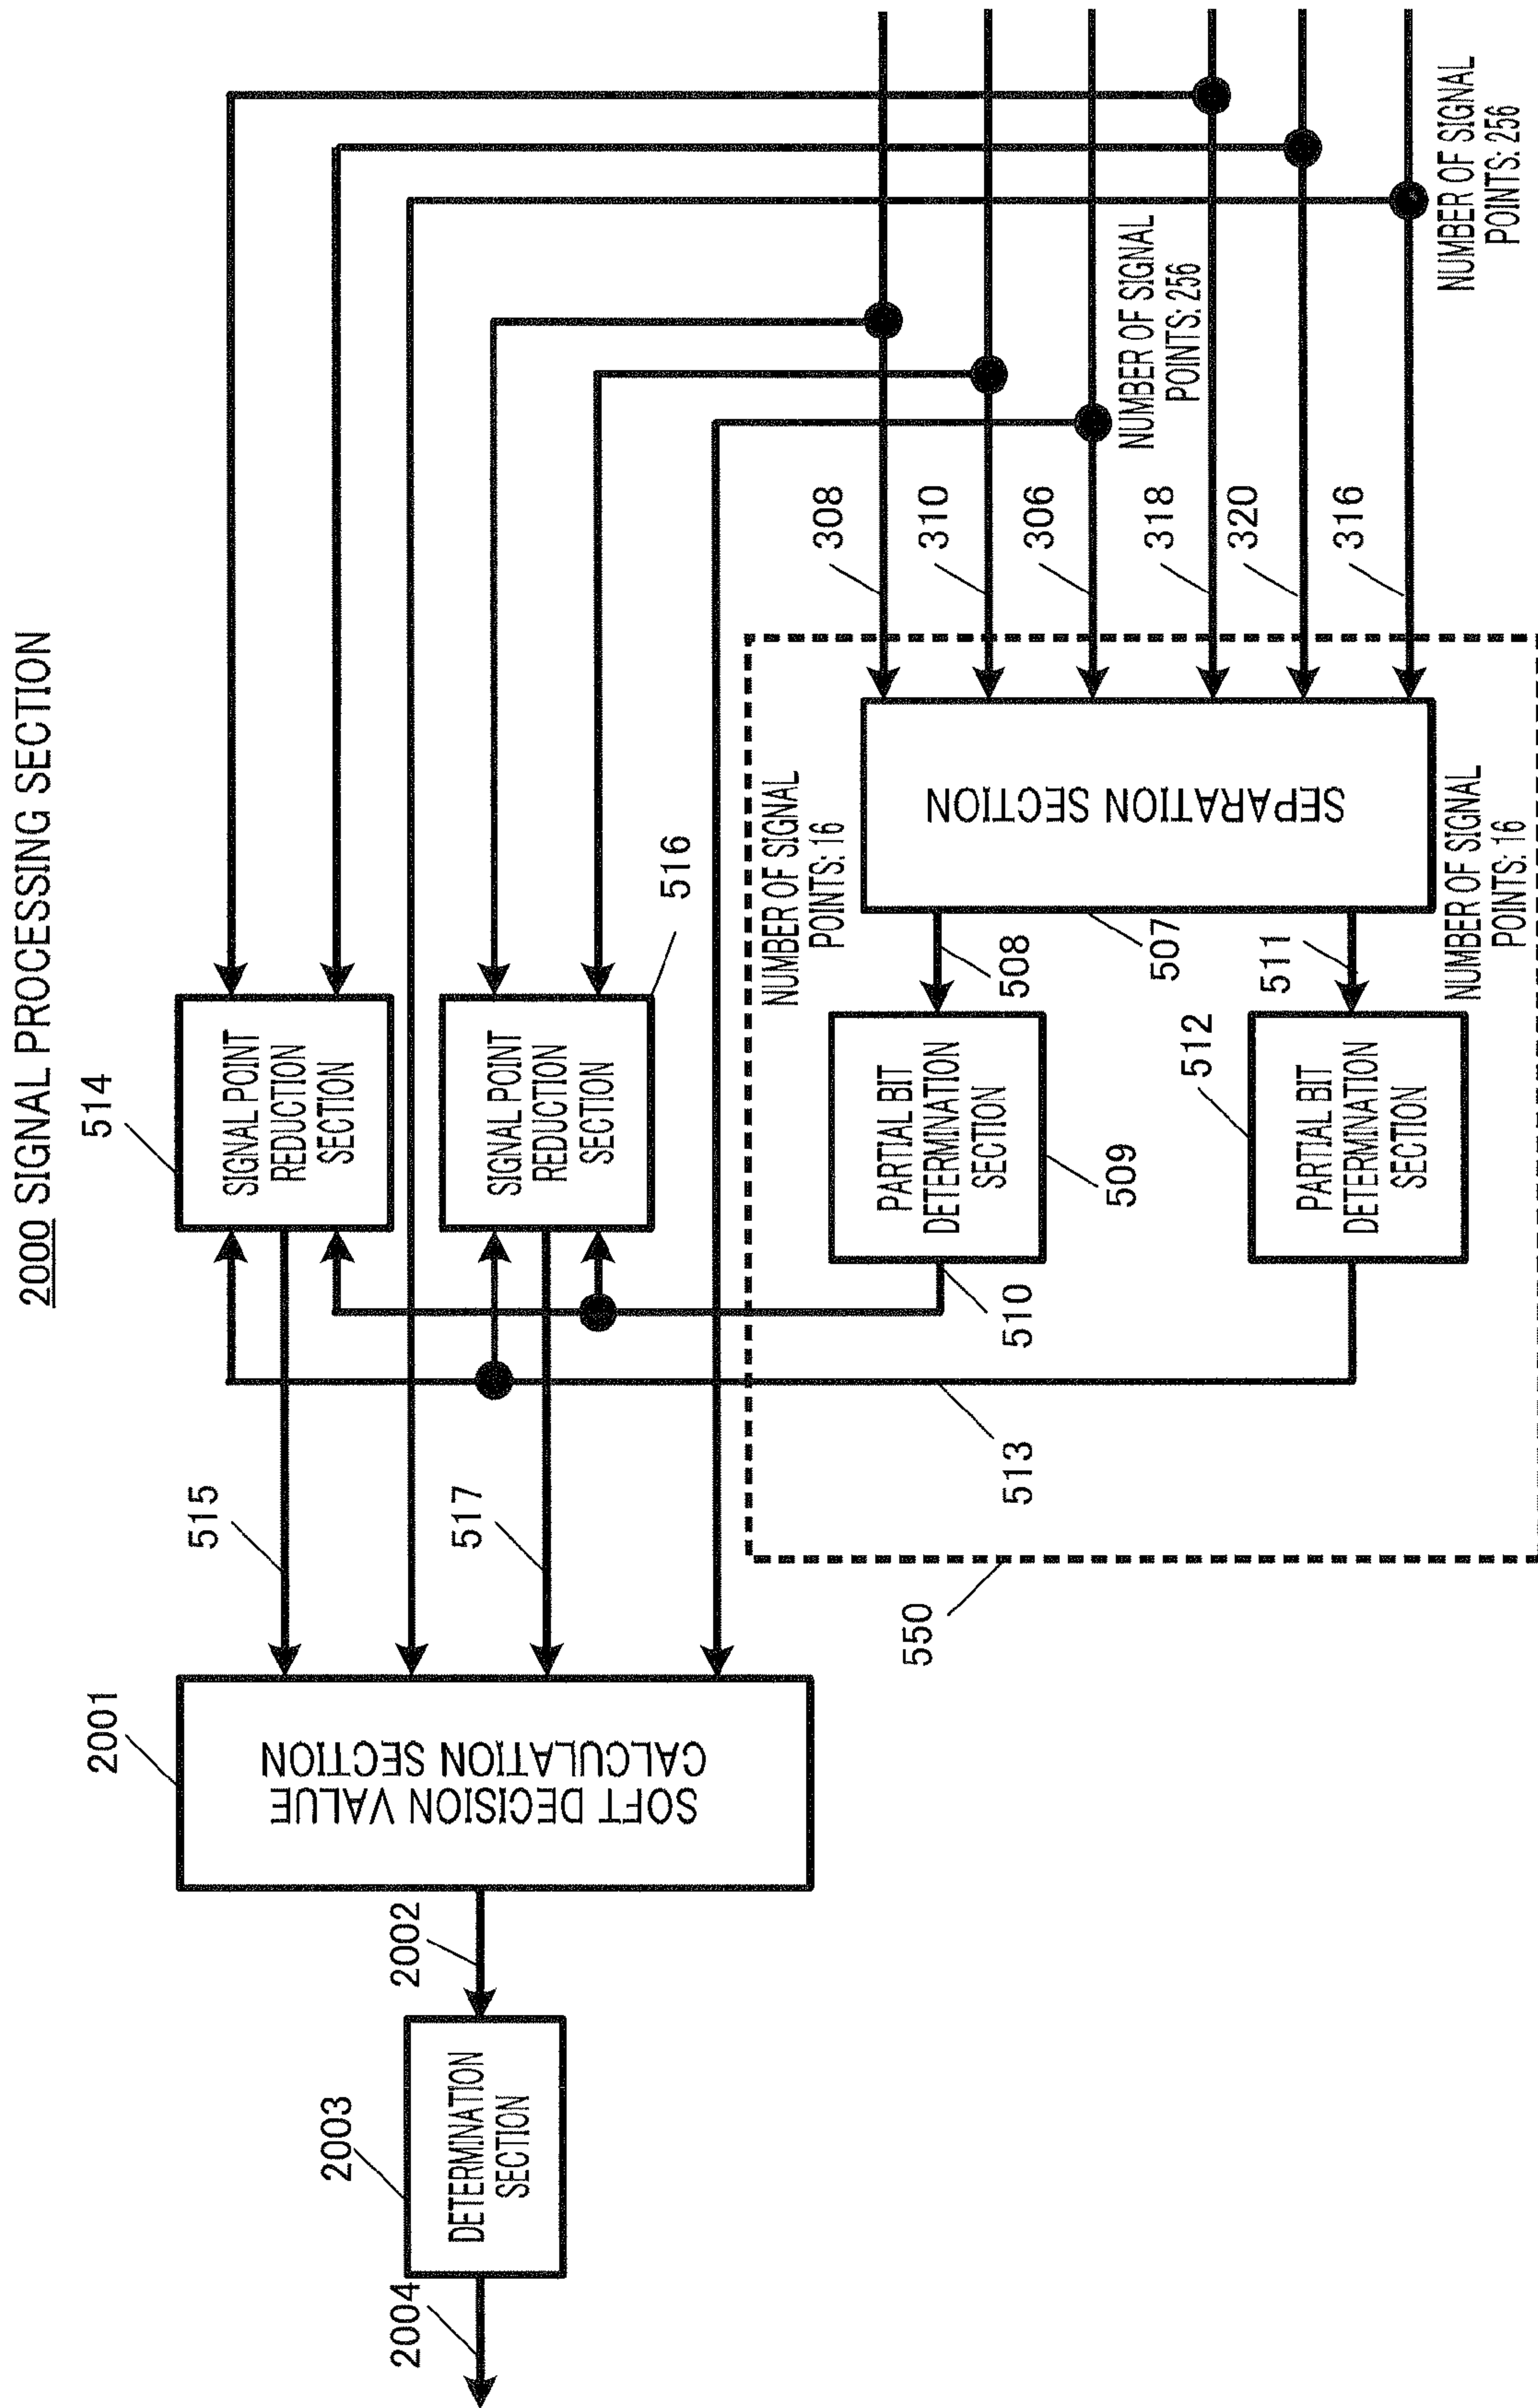 2000 SIGNAL PROCESSING SECTION
308
310
306
318
320
316
NUMBER OF SIGNAL
POINTS: 256
NUMBER OF SIGNAL
POINTS: 256
SEPARATION SECTION
507
NUMBER OF SIGNAL
POINTS: 16
NUMBER OF SIGNAL
POINTS: 16
508
511
PARTIAL BIT
DETERMINATION
SECTION
509
PARTIAL BIT
DETERMINATION
SECTION
512
510
513
550
514
SIGNAL POINT
REDUCTION
SECTION
516
SIGNAL POINT
REDUCTION
SECTION
515
517
2001
SOFT DECISION VALUE
CALCULATION SECTION
2002
2003
DETERMINATION
SECTION
2004